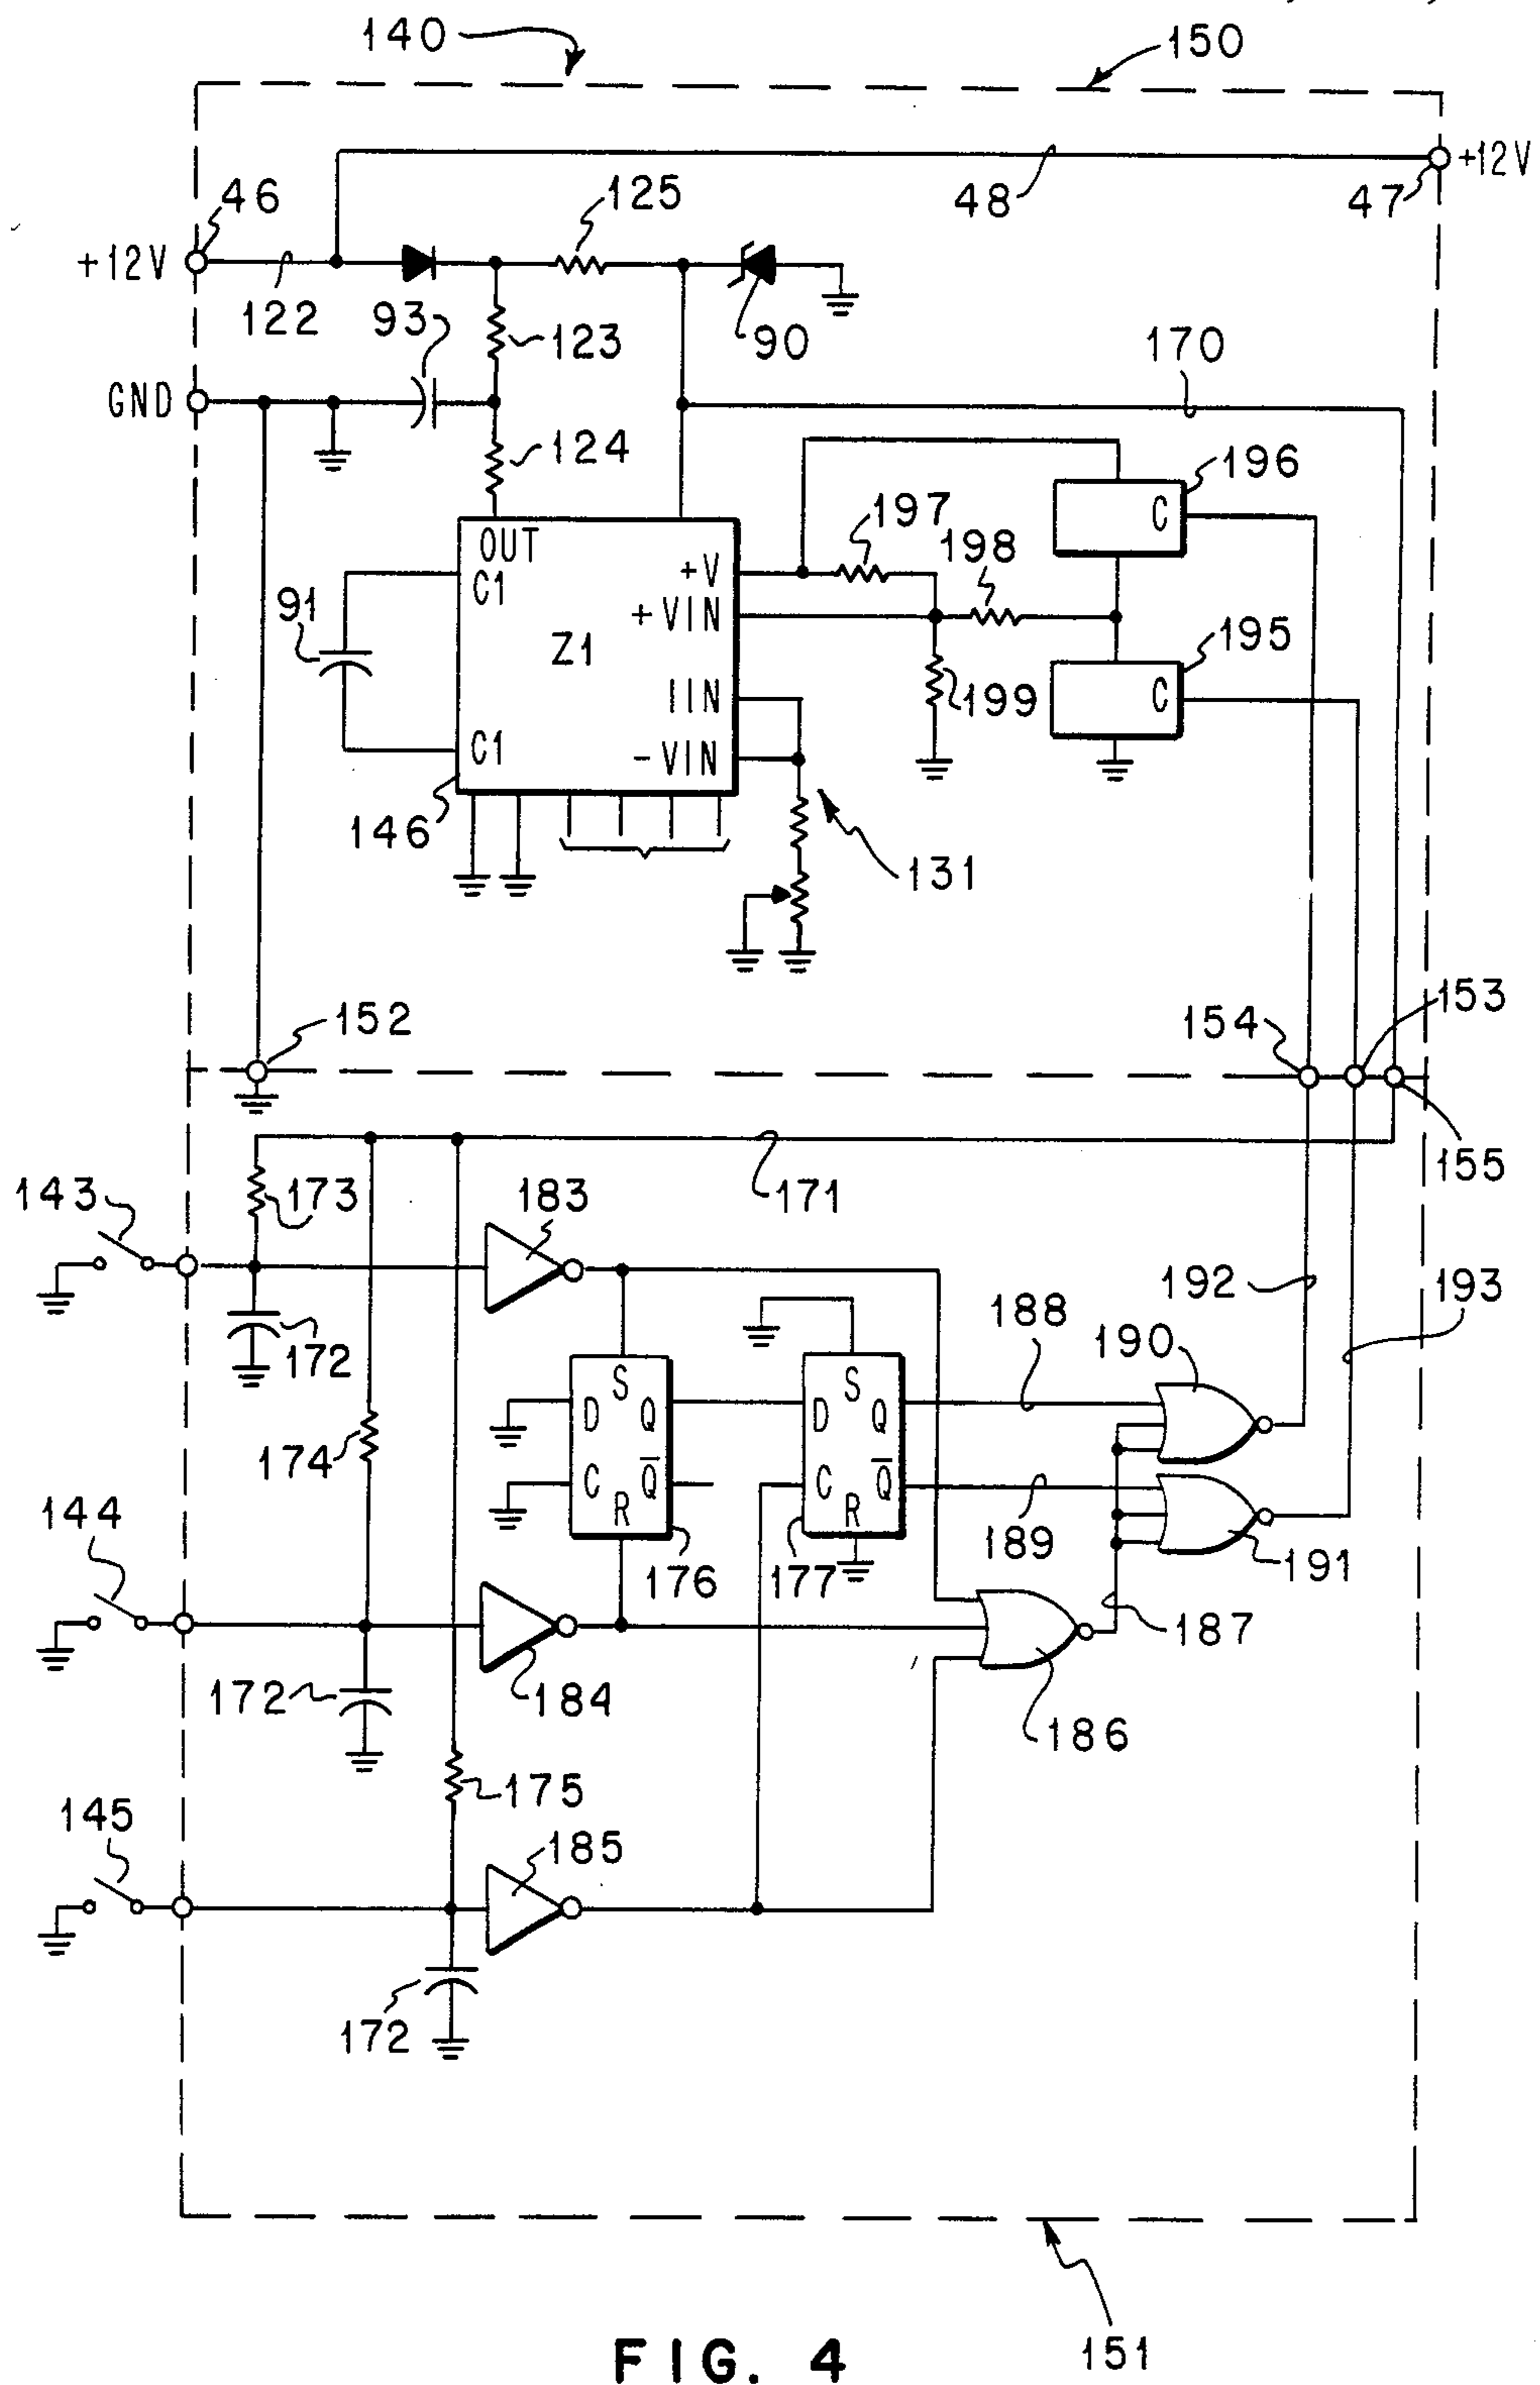 140
150
+12V
48
47
46
125
+12V
122
93
123
90
170
GND
124
196
C
197
198
OUT
C1
+V
+VIN
91
Z1
195
C
IIN
199
C1
-VIN
146
131
152
154
153
155
143
173
183
171
172
192
193
188
190
S
D Q
C Q̅
R
S
D Q
C Q̅
R
174
144
176
177
189
191
187
172
184
186
175
145
185
172
151
FIG. 4